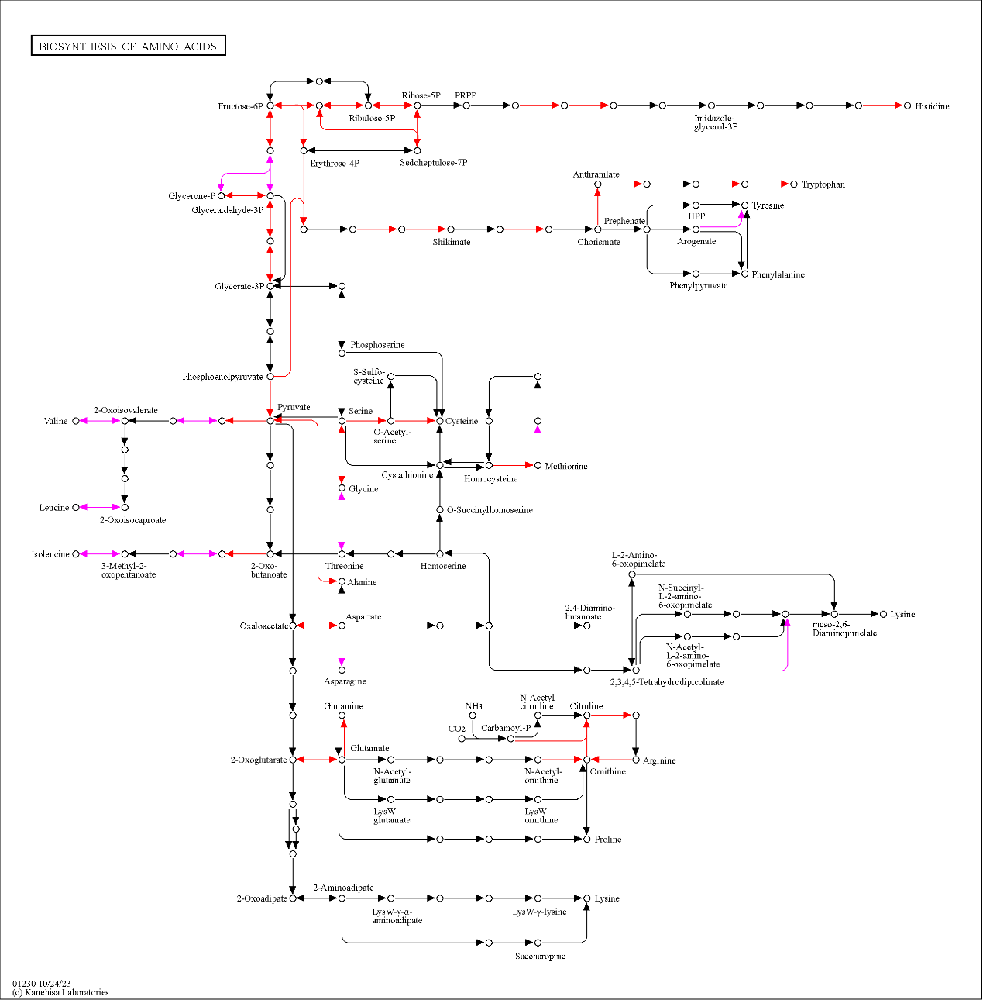 BIOSYNTHESIS OF AMINO ACIDS
Ribose-5P
PRPP
Fructose-6P
Ribulose-5P
Imidazole-
glycerol-3P
Histidine
Erythrose-4P
Sedoheptulose-7P
Anthranilate
Tryptophan
Glycerone-P
Glyceraldehyde-3P
Tyrosine
HPP
Prephenate
Shikimate
Chorismate
Arogenate
Phenylalanine
Phenylpyruvate
Glycerate-3P
Phosphoserine
S-Sulfo-
cysteine
Phosphoenolpyruvate
2-Oxoisovalerate
Pyruvate
Serine
Valine
Cysteine
O-Acetyl-
serine
Cystathionine
Homocysteine
Methionine
Glycine
Leucine
2-Oxoisocaproate
O-Succinylhomoserine
Isoleucine
3-Methyl-2-
oxopentanoate
2-Oxo-
butanoate
Threonine
Homoserine
L-2-Amino-
6-oxopimelate
Alanine
N-Succinyl-
L-2-amino-
6-oxopimelate
2,4-Diamino-
butanoate
Oxaloacetate
Aspartate
Lysine
meso-2,6-
Diaminopimelate
N-Acetyl-
L-2-amino-
6-oxopimelate
Asparagine
2,3,4,5-Tetrahydrodipicolinate
Glutamine
NH3
N-Acetyl-
citrulline
Citruline
CO2
Carbamoyl-P
2-Oxoglutarate
Glutamate
N-Acetyl-
glutamate
N-Acetyl-
ornithine
Ornithine
Arginine
LysW-
glutamate
LysW-
ornithine
Proline
2-Aminoadipate
2-Oxoadipate
LysW-γ-α-
aminoadipate
LysW-γ-lysine
Lysine
Saccharopine
01230 10/24/23
(c) Kanehisa Laboratories